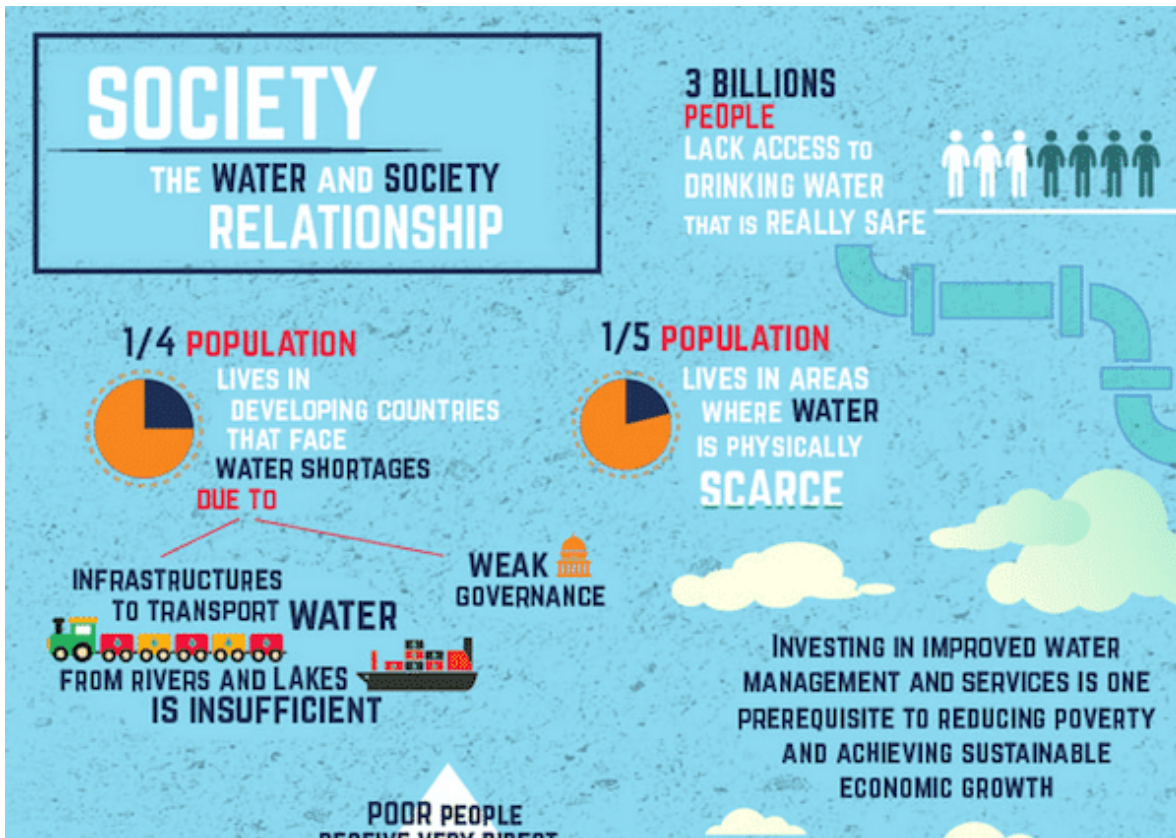 SOCIETY
THE WATER AND SOCIETY
RELATIONSHIP
3 BILLIONS
PEOPLE
LACK ACCESS TO
DRINKING WATER
THAT IS REALLY SAFE
1/4 POPULATION
LIVES IN
DEVELOPING COUNTRIES
THAT FACE
WATER SHORTAGES
DUE TO
INFRASTRUCTURES
TO TRANSPORT WATER
FROM RIVERS AND LAKES
IS INSUFFICIENT
WEAK
GOVERNANCE
1/5 POPULATION
LIVES IN AREAS
WHERE WATER
IS PHYSICALLY
SCARCE
INVESTING IN IMPROVED WATER
MANAGEMENT AND SERVICES IS ONE
PREREQUISITE TO REDUCING POVERTY
AND ACHIEVING SUSTAINABLE
ECONOMIC GROWTH
POOR PEOPLE
RECEIVE VERY DIRECT